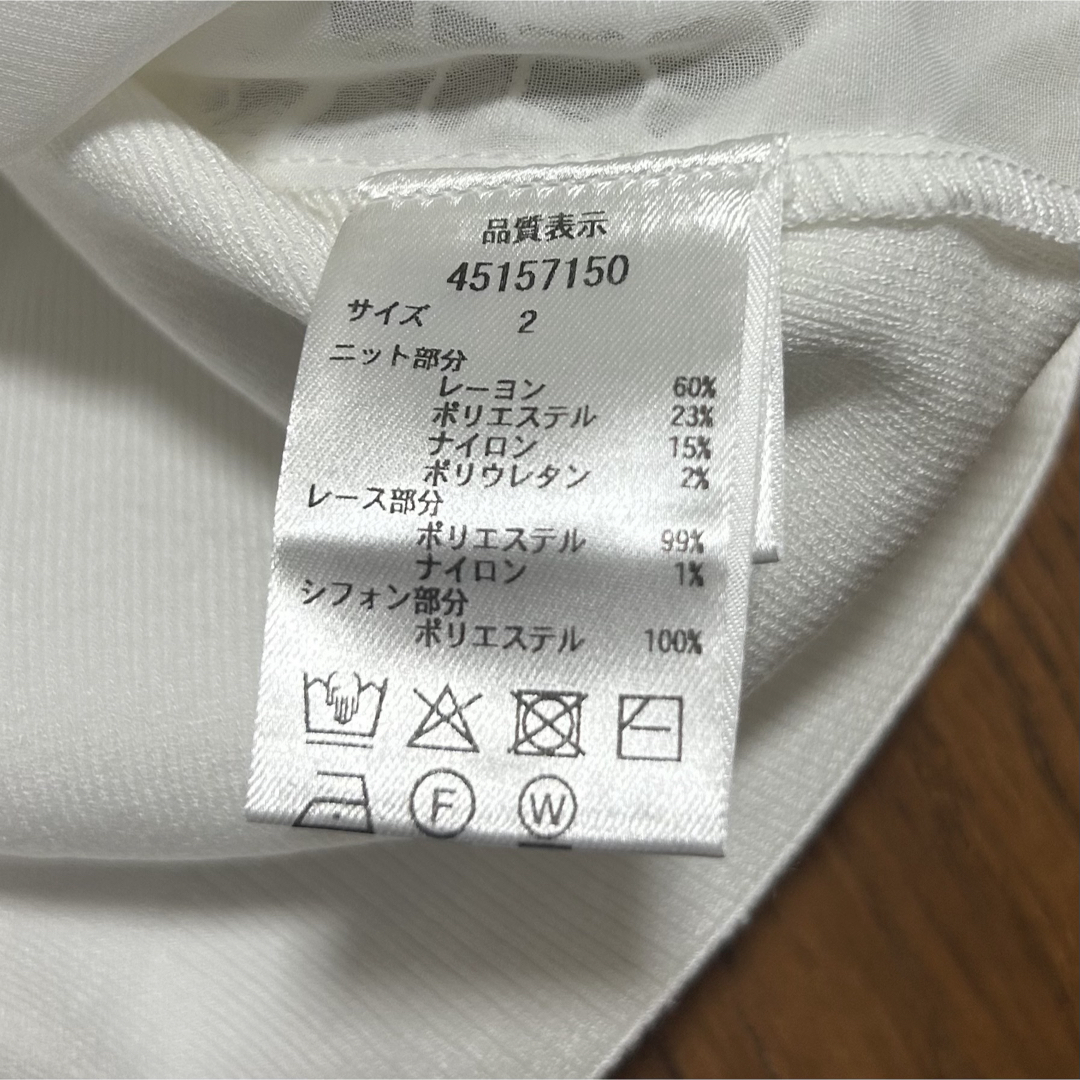 品質表示
45157150
サイズ 2
ニット部分
レーヨン 60%
ポリエステル 23%
ナイロン 15%
ポリウレタン 2%
レース部分
ポリエステル 99%
ナイロン 1%
シフォン部分
ポリエステル 100%
F W